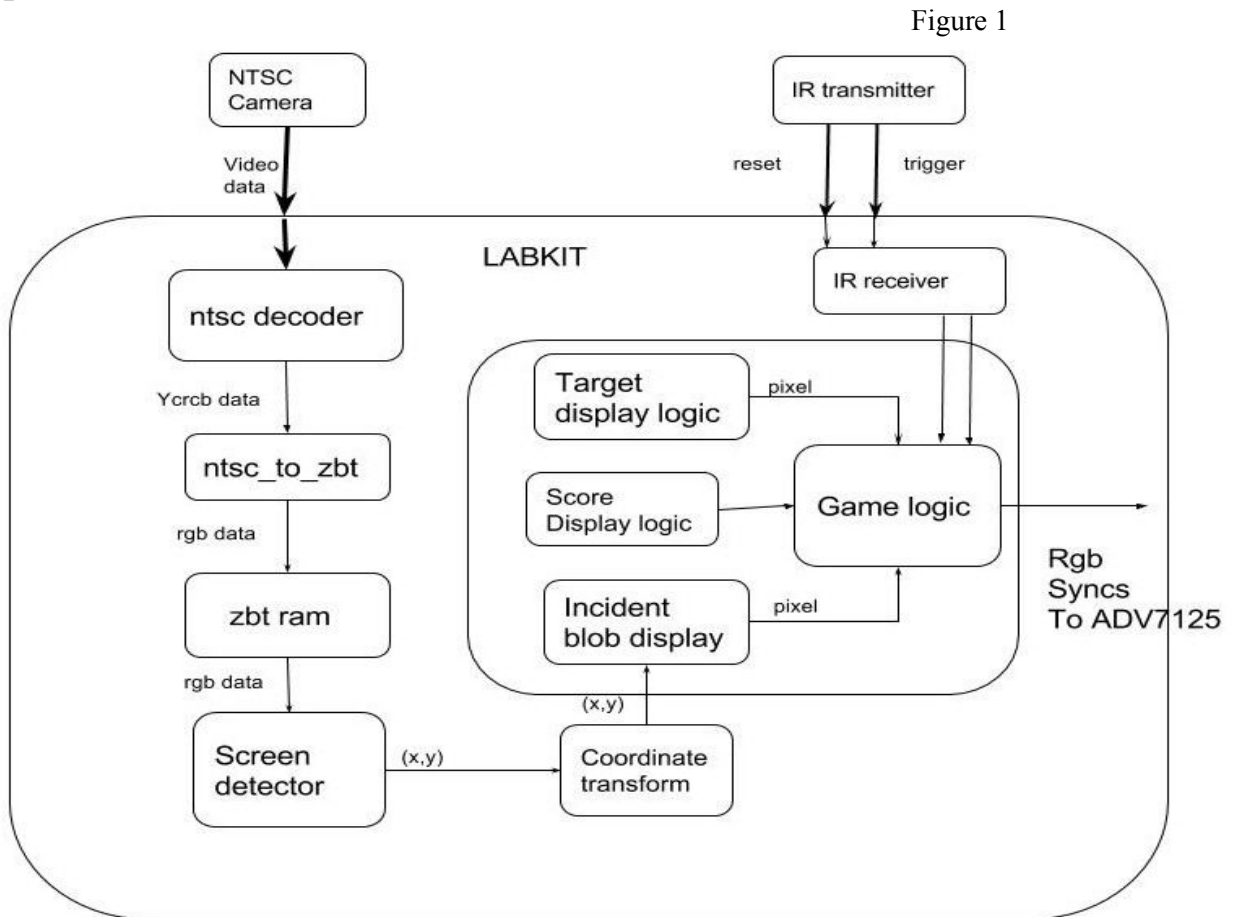 Figure 1
NTSC
Camera
IR transmitter
Video
data
reset
trigger
LABKIT
IR receiver
ntsc decoder
Target
display logic
pixel
Ycrcb data
ntsc_to_zbt
Score
Display logic
Game logic
rgb data
Rgb
Syncs
To ADV7125
zbt ram
Incident
blob display
pixel
rgb data
(x,y)
Screen
detector
(x,y)
Coordinate
transform